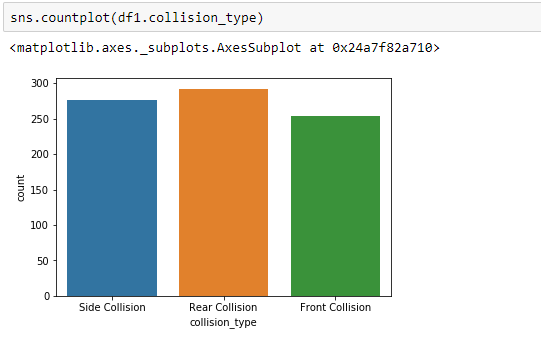 sns.countplot(df1.collision_type)
<matplotlib.axes._subplots.AxesSubplot at 0x24a7f82a710>
300
250
200
150
100
50
0
count
Side Collision
Rear Collision
Front Collision
collision_type